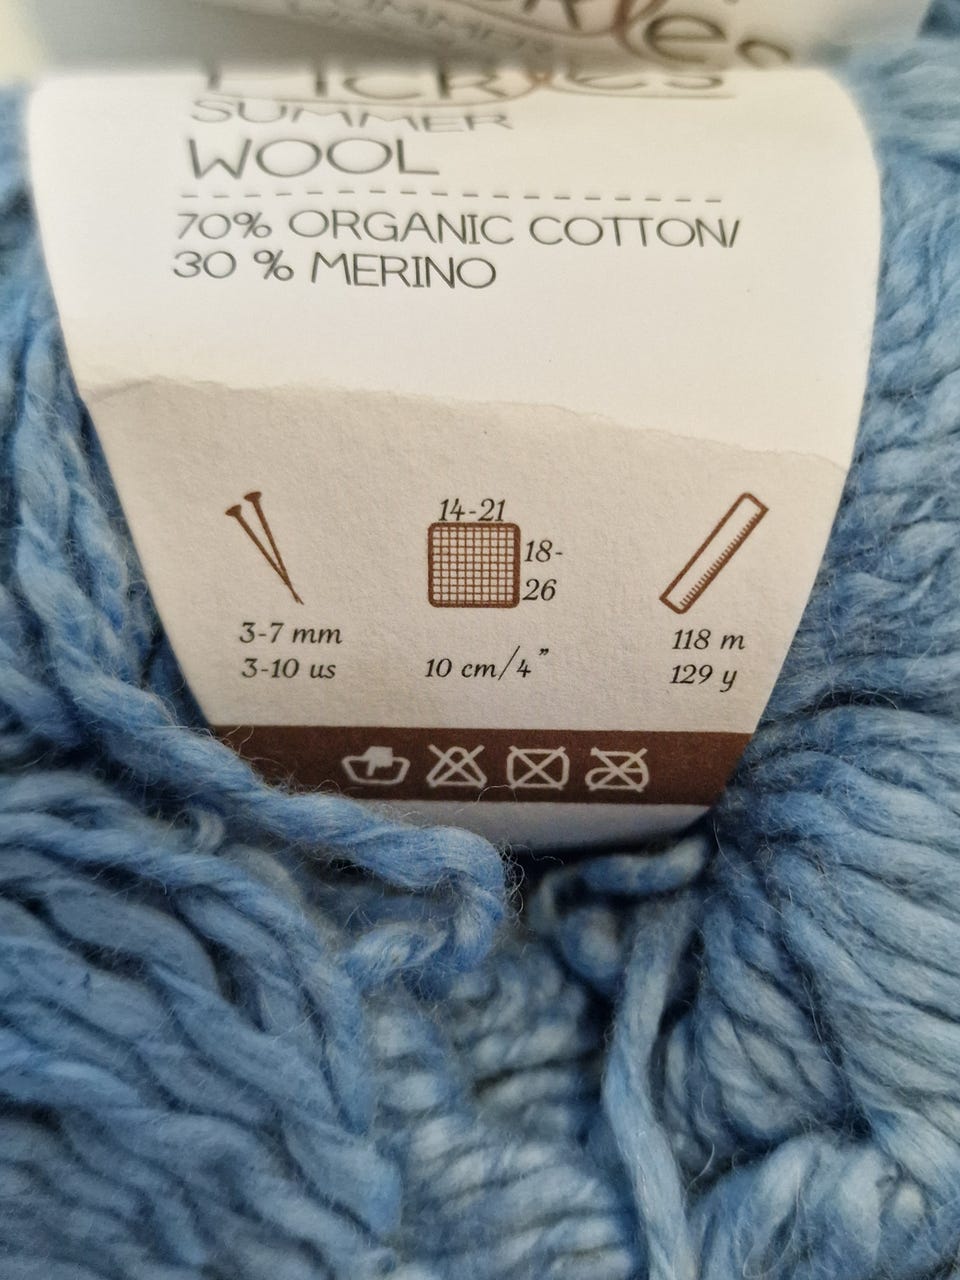 SUMMER
WOOL
70% ORGANIC COTTON/
30 % MERINO
14-21
18-
26
3-7 mm
3-10 us
10 cm/4”
118 m
129 y